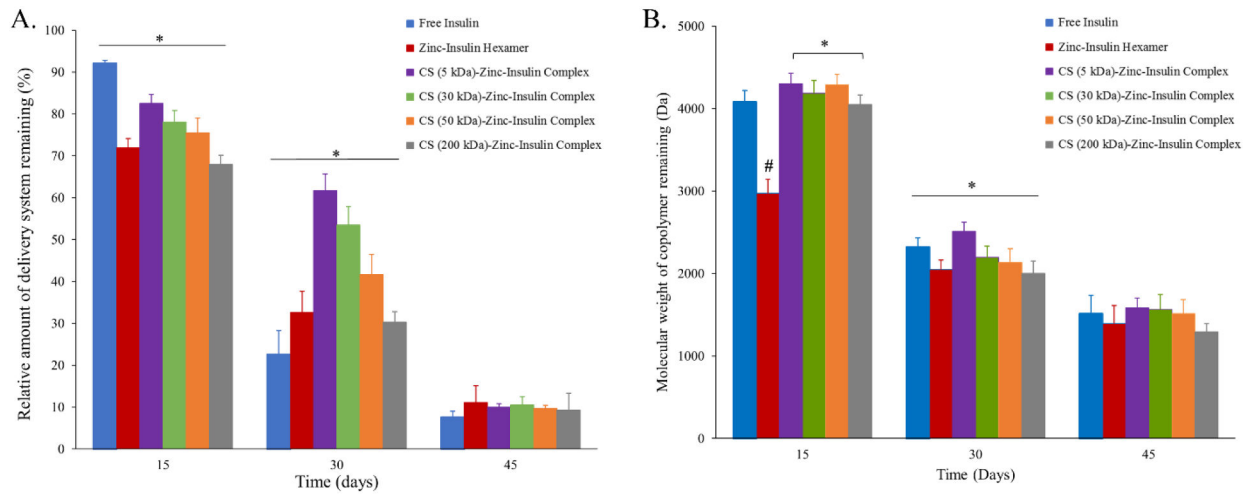 A.
Relative amount of delivery system remaining (%)
100
90
80
70
60
50
40
30
20
10
0
*
*
15
30
45
Time (days)
Free Insulin
Zinc-Insulin Hexamer
CS (5 kDa)-Zinc-Insulin Complex
CS (30 kDa)-Zinc-Insulin Complex
CS (50 kDa)-Zinc-Insulin Complex
CS (200 kDa)-Zinc-Insulin Complex
B.
Molecular weight of copolymer remaining (Da)
5000
4000
3000
2000
1000
0
*
#
*
15
30
45
Time (Days)
Free Insulin
Zinc-Insulin Hexamer
CS (5 kDa)-Zinc-Insulin Complex
CS (30 kDa)-Zinc-Insulin Complex
CS (50 kDa)-Zinc-Insulin Complex
CS (200 kDa)-Zinc-Insulin Complex